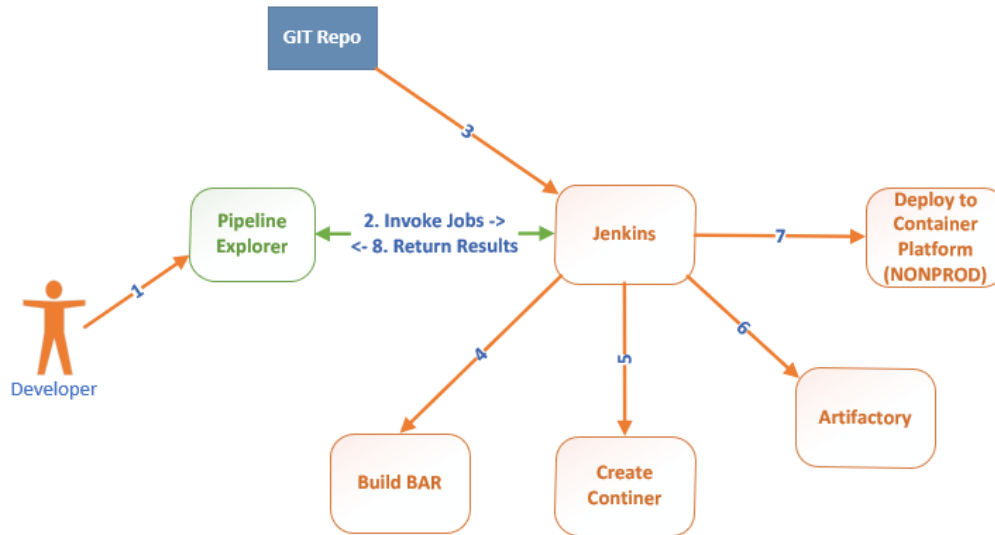 GIT Repo
3
Pipeline
Explorer
2. Invoke Jobs ->
<- 8. Return Results
Jenkins
7
Deploy to
Container
Platform
(NONPROD)
1
Developer
4
5
6
Artifactory
Build BAR
Create
Continer